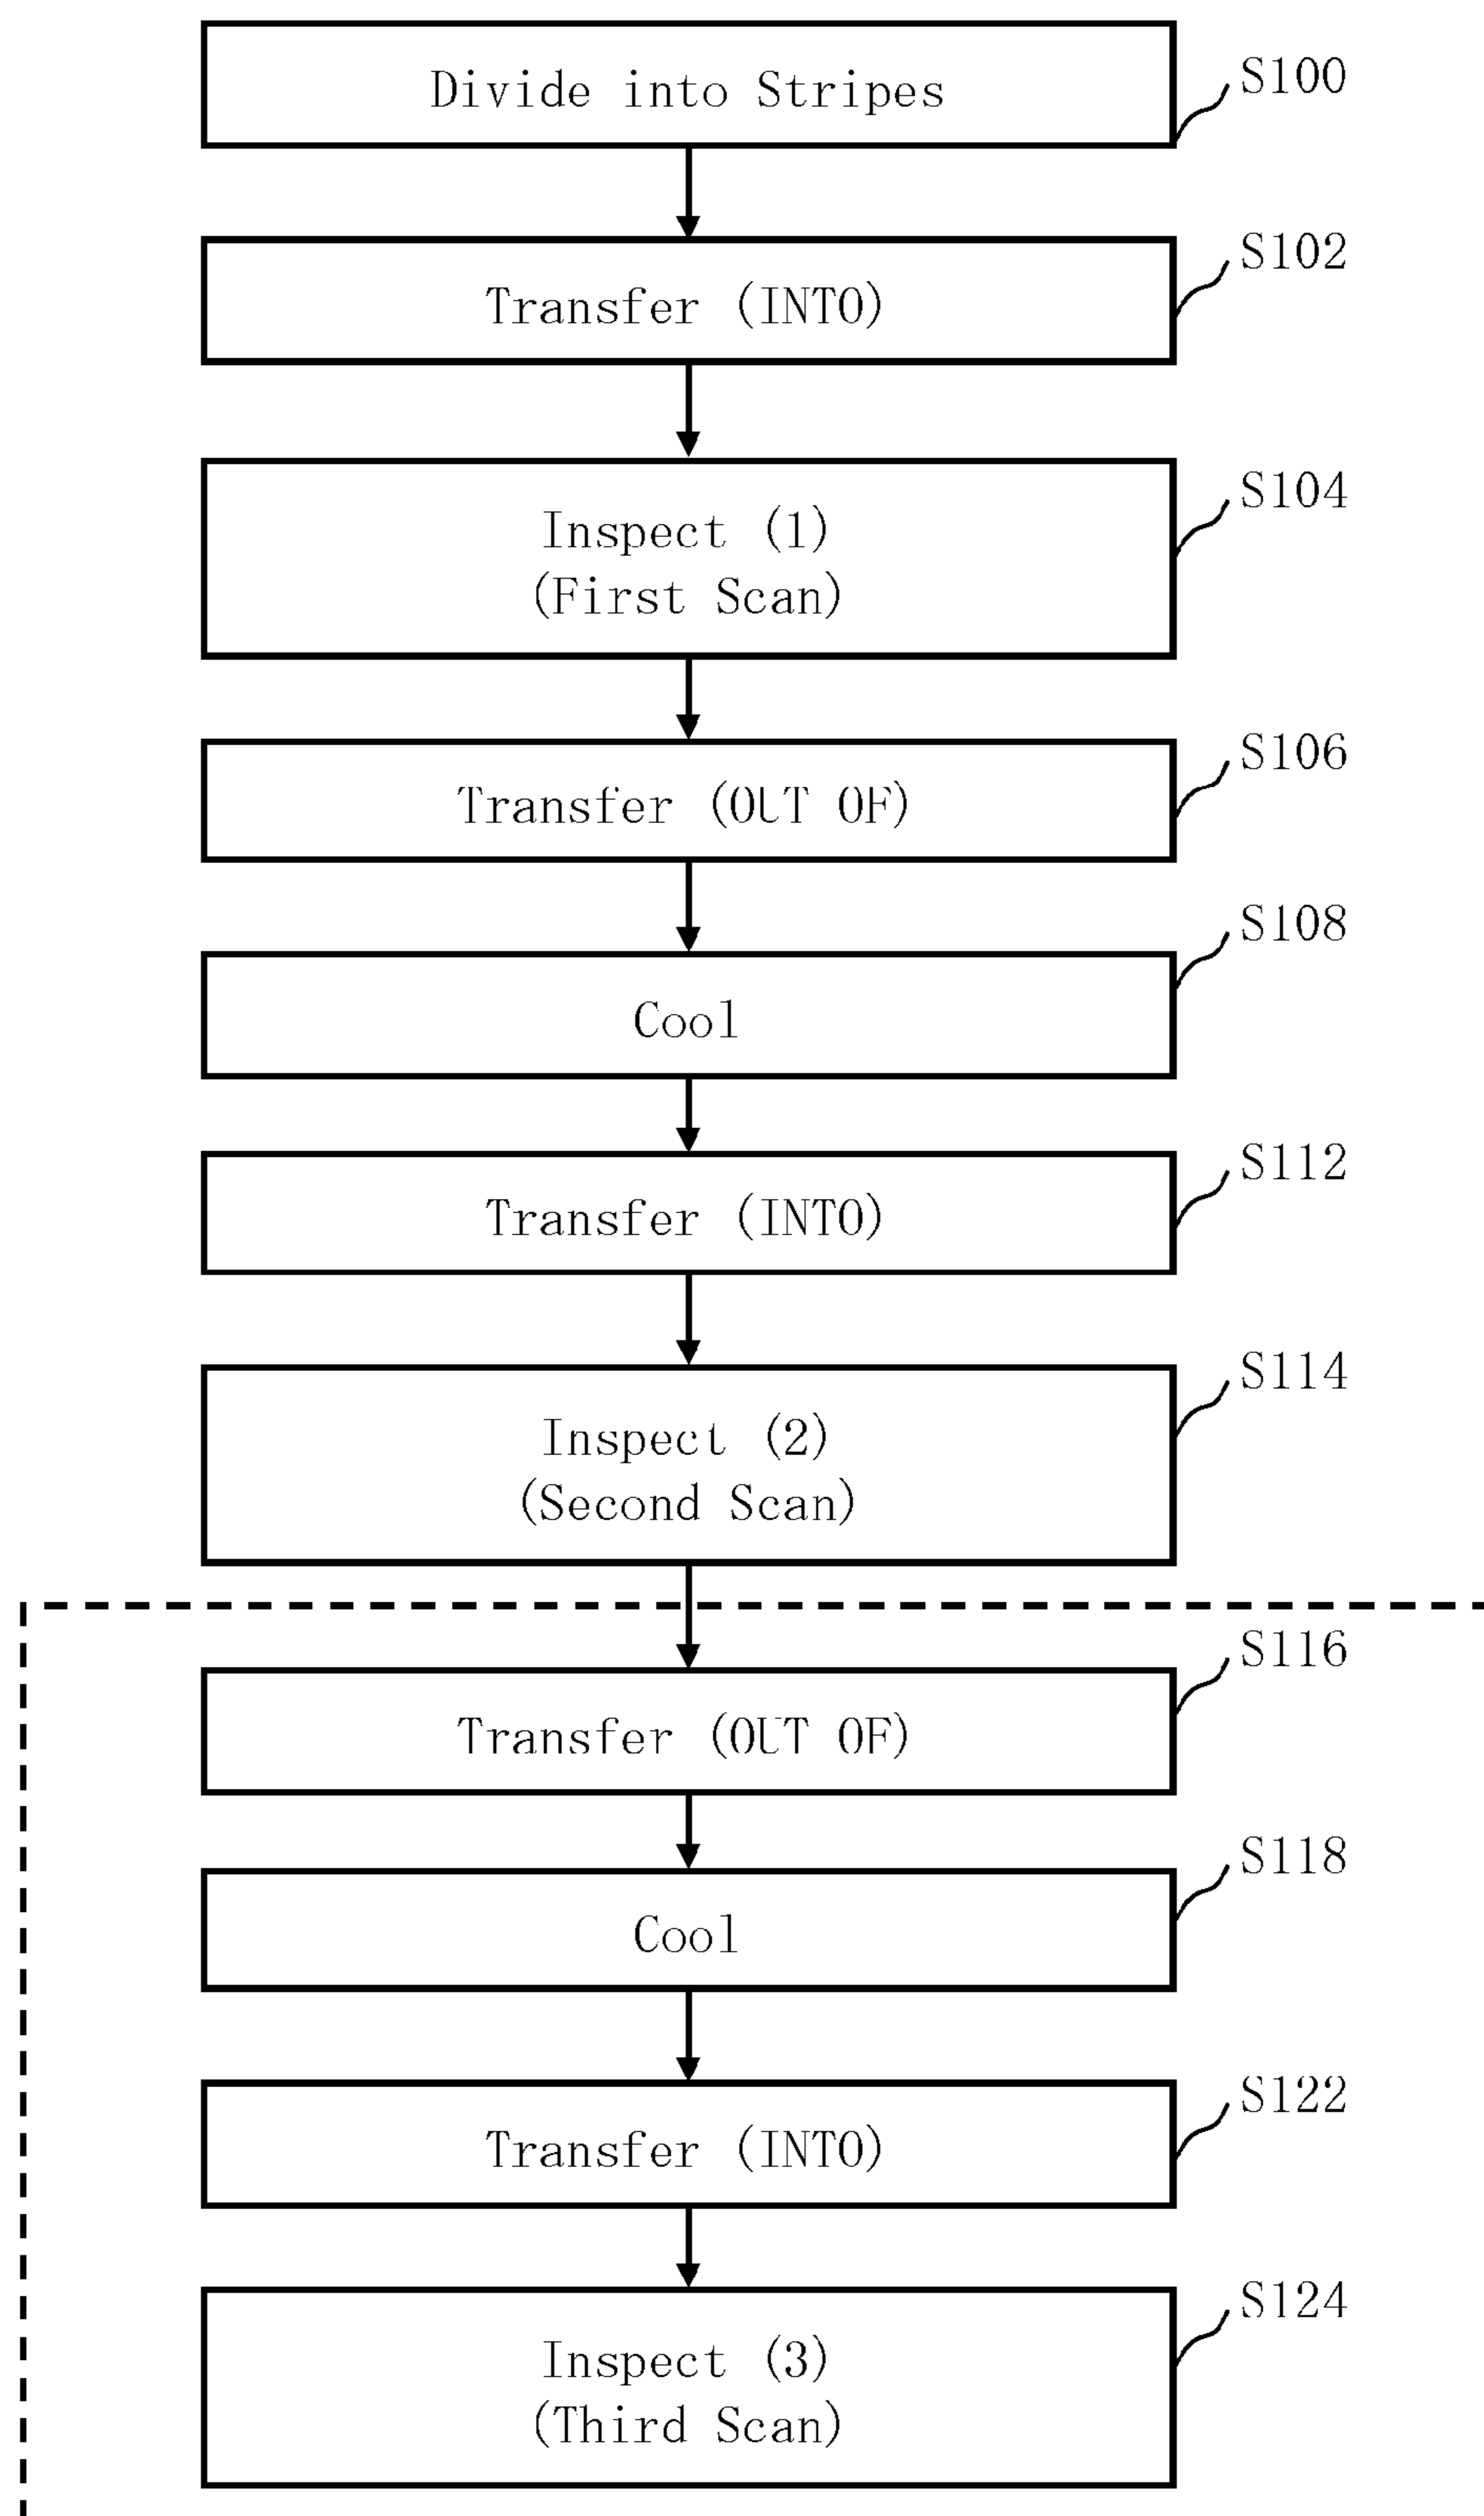 Divide into Stripes
S100
Transfer (INTO)
S102
Inspect (1)
(First Scan)
S104
Transfer (OUT OF)
S106
Cool
S108
Transfer (INTO)
S112
Inspect (2)
(Second Scan)
S114
Transfer (OUT OF)
S116
Cool
S118
Transfer (INTO)
S122
Inspect (3)
(Third Scan)
S124